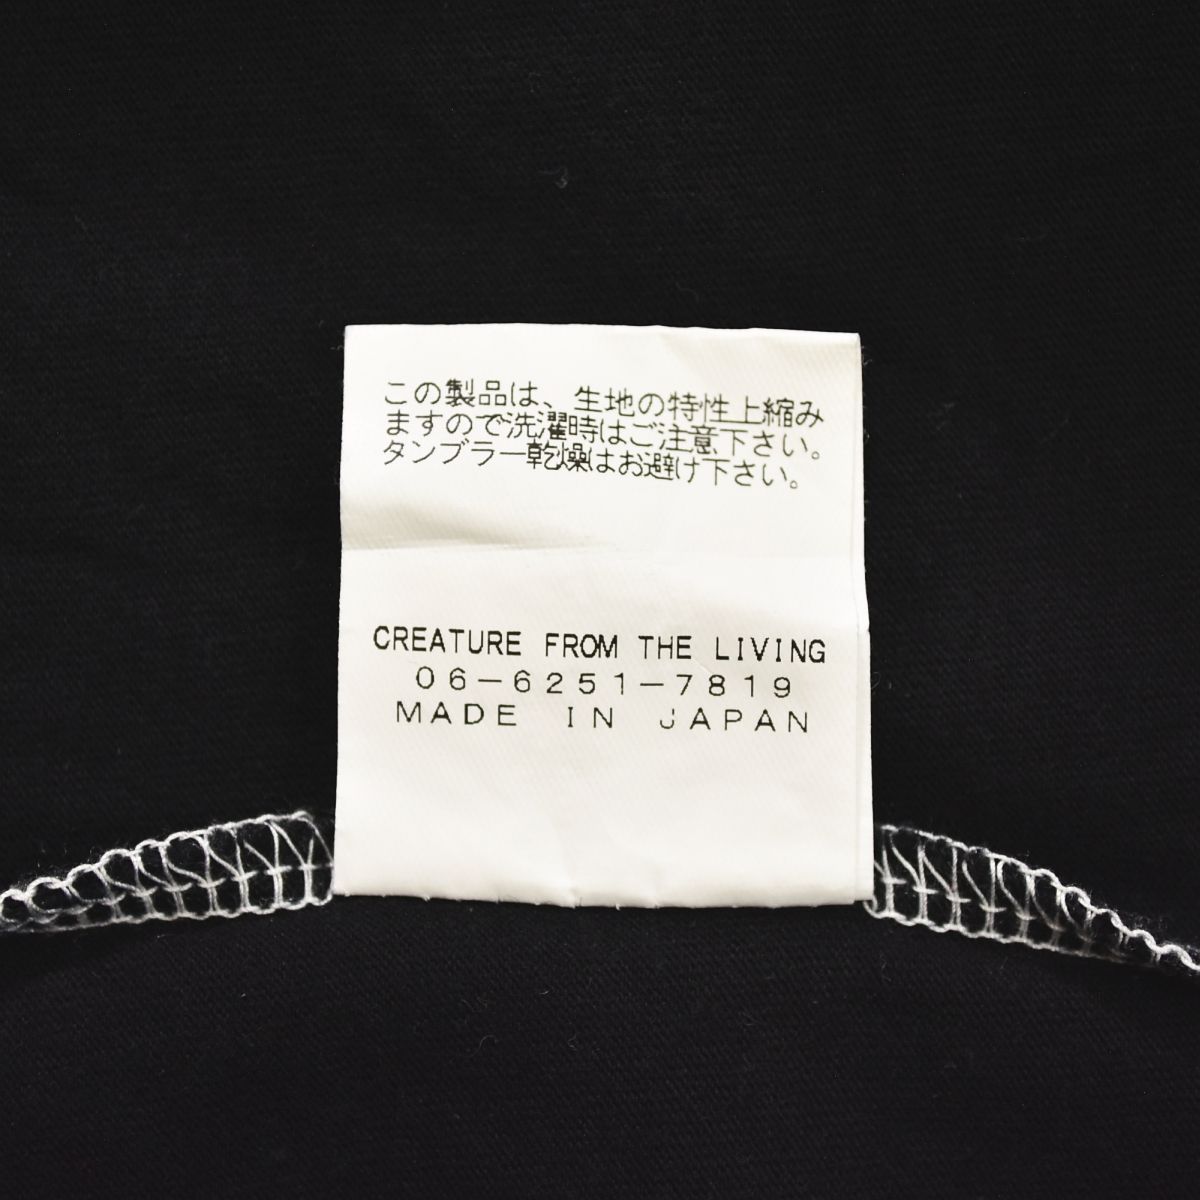 この製品は、生地の特性上縮み
ますので洗濯時はご注意下さい。
タンブラー乾燥はお避け下さい。
CREATURE FROM THE LIVING
06-6251-7819
MADE IN JAPAN